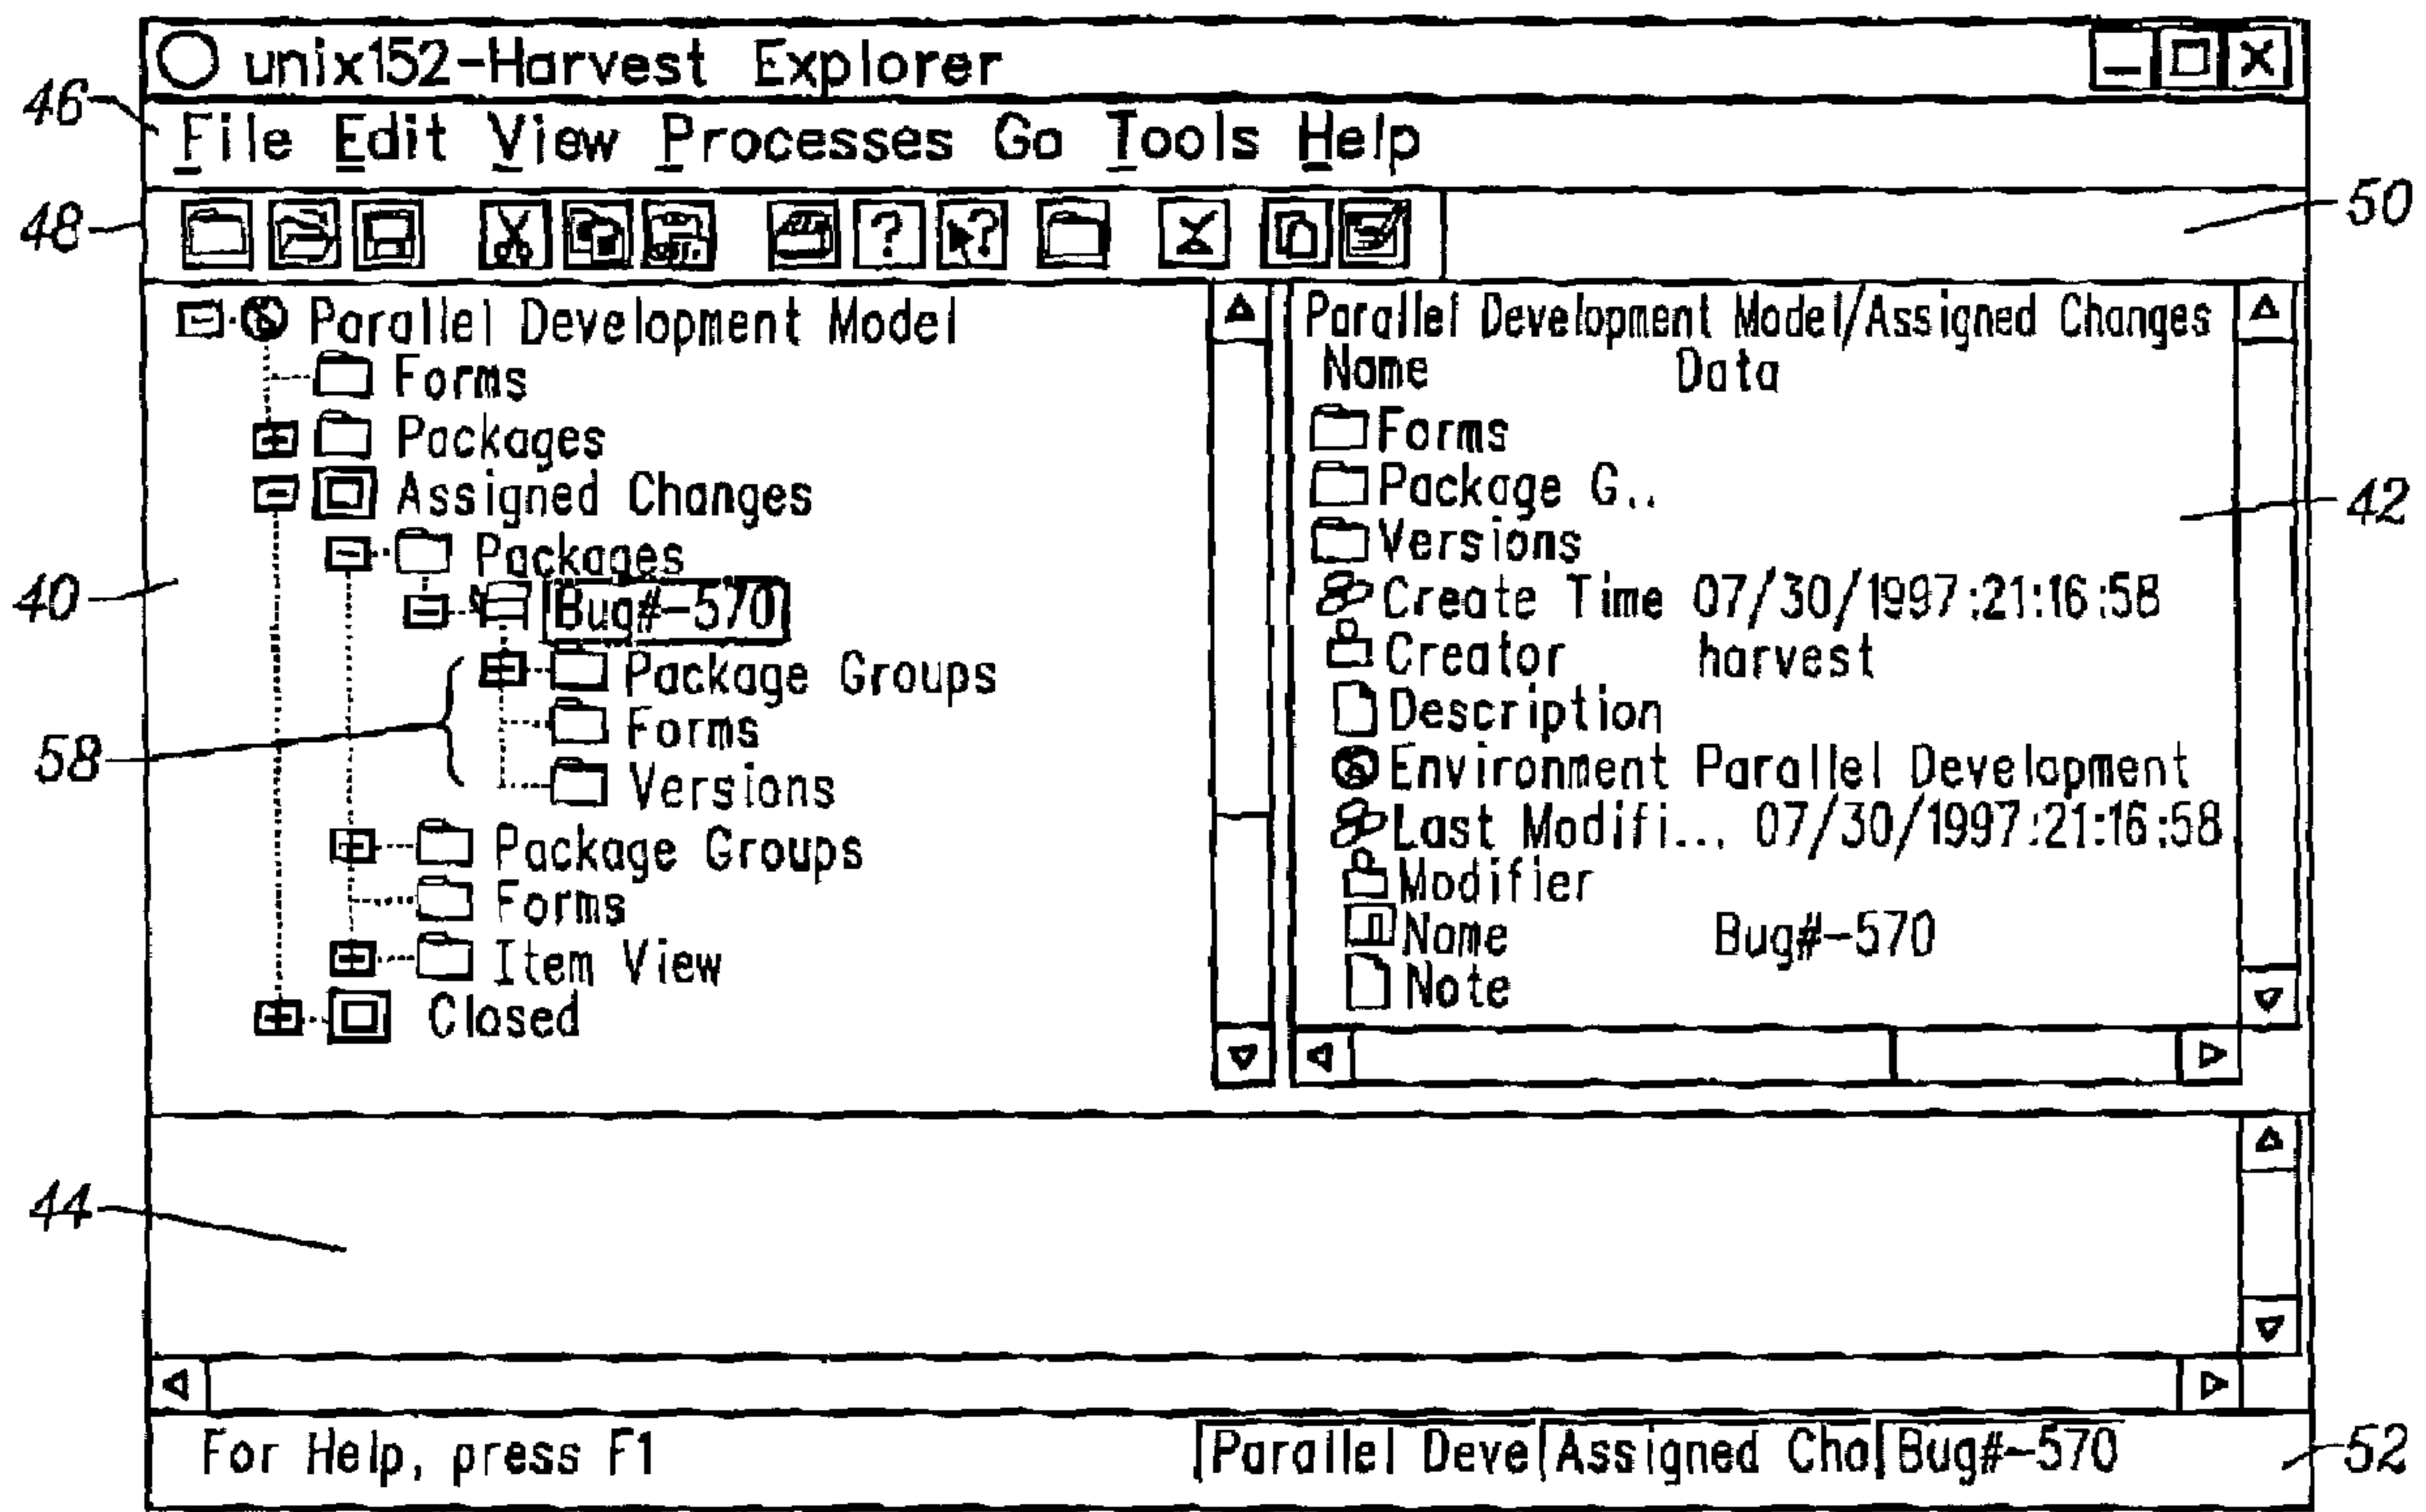 unix152-Harvest Explorer
46
File Edit View Processes Go Tools Help
48
50
Parallel Development Model
Forms
Packages
Assigned Changes
Packages
Bug#-570
Package Groups
Forms
Versions
Package Groups
Forms
Item View
Closed
40
58
Parallel Development Model/Assigned Changes
Name Data
Forms
Package G..
Versions
Create Time 07/30/1997:21:16:58
Creator harvest
Description
Environment Parallel Development
Last Modifi... 07/30/1997:21:16:58
Modifier
Name Bug#-570
Note
42
44
For Help, press F1
Parallel Deve Assigned Cha Bug#-570
52